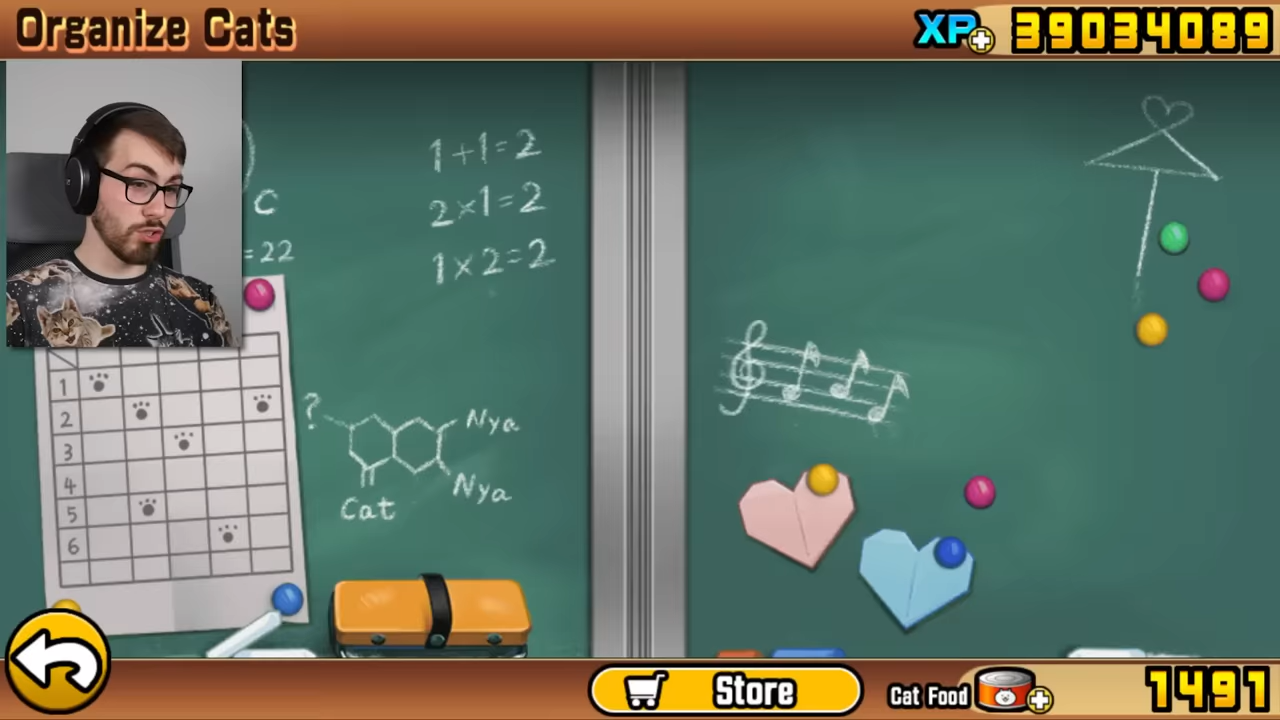 Organize Cats
XP 39034089
1+1=2
2×1=2
1×2=2
C
=22
1
2
3
4
5
6
?
Nya
Nya
Cat
Store
Cat Food
1491